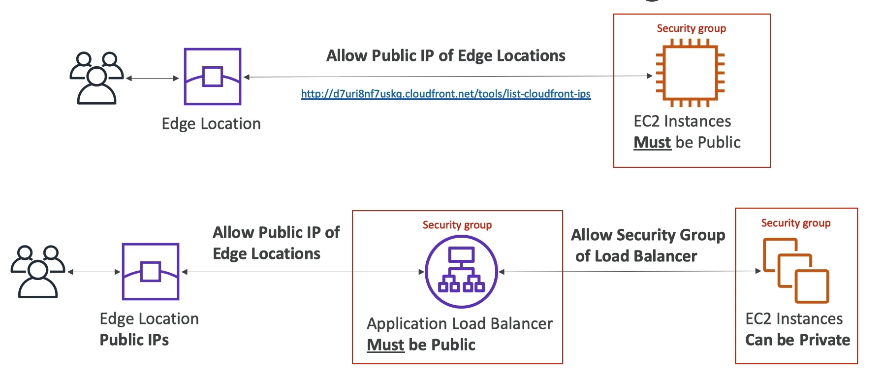 Security group
Allow Public IP of Edge Locations
http://d7uri8nf7uskq.cloudfront.net/tools/list-cloudfront-ips
Edge Location
EC2 Instances
Must be Public
Security group
Security group
Allow Public IP of
Edge Locations
Allow Security Group
of Load Balancer
Edge Location
Public IPs
Application Load Balancer
Must be Public
EC2 Instances
Can be Private